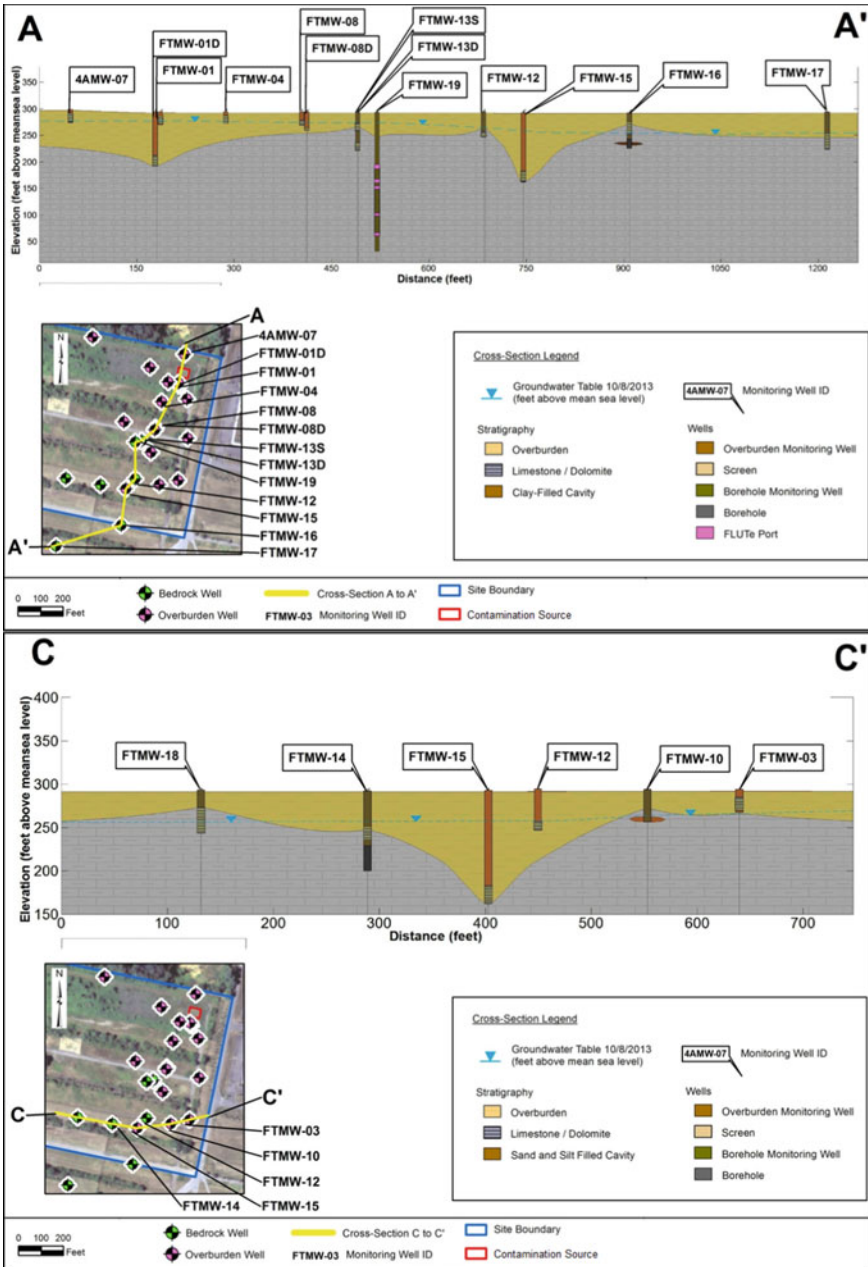 A
A'
FTMW-08
FTMW-13S
FTMW-01D
FTMW-08D
FTMW-13D
4AMW-07
FTMW-01
FTMW-04
FTMW-19
FTMW-12
FTMW-15
FTMW-16
FTMW-17
Elevation (feet above meansea level)
350
300
250
200
150
100
50
0
150
300
450
600
750
900
1050
1200
Distance (feet)
N
A
4AMW-07
FTMW-01D
FTMW-01
FTMW-04
FTMW-08
FTMW-08D
FTMW-13S
FTMW-13D
FTMW-19
FTMW-12
FTMW-15
FTMW-16
A'
FTMW-17
Cross-Section Legend
Groundwater Table 10/8/2013
(feet above mean sea level)
4AMW-07 Monitoring Well ID
Stratigraphy
Overburden
Limestone / Dolomite
Clay-Filled Cavity
Wells
Overburden Monitoring Well
Screen
Borehole Monitoring Well
Borehole
FLUTe Port
0 100 200
Feet
Bedrock Well
Overburden Well
Cross-Section A to A'
FTMW-03 Monitoring Well ID
Site Boundary
Contamination Source
C
C'
Elevation (feet above meansea level)
400
350
300
250
200
150
FTMW-18
FTMW-14
FTMW-15
FTMW-12
FTMW-10
FTMW-03
0
100
200
300
400
500
600
700
Distance (feet)
N
C
C'
FTMW-03
FTMW-10
FTMW-12
FTMW-14
FTMW-15
Cross-Section Legend
Groundwater Table 10/8/2013
(feet above mean sea level)
4AMW-07 Monitoring Well ID
Stratigraphy
Overburden
Limestone / Dolomite
Sand and Silt Filled Cavity
Wells
Overburden Monitoring Well
Screen
Borehole Monitoring Well
Borehole
0 100 200
Feet
Bedrock Well
Overburden Well
Cross-Section C to C'
FTMW-03 Monitoring Well ID
Site Boundary
Contamination Source